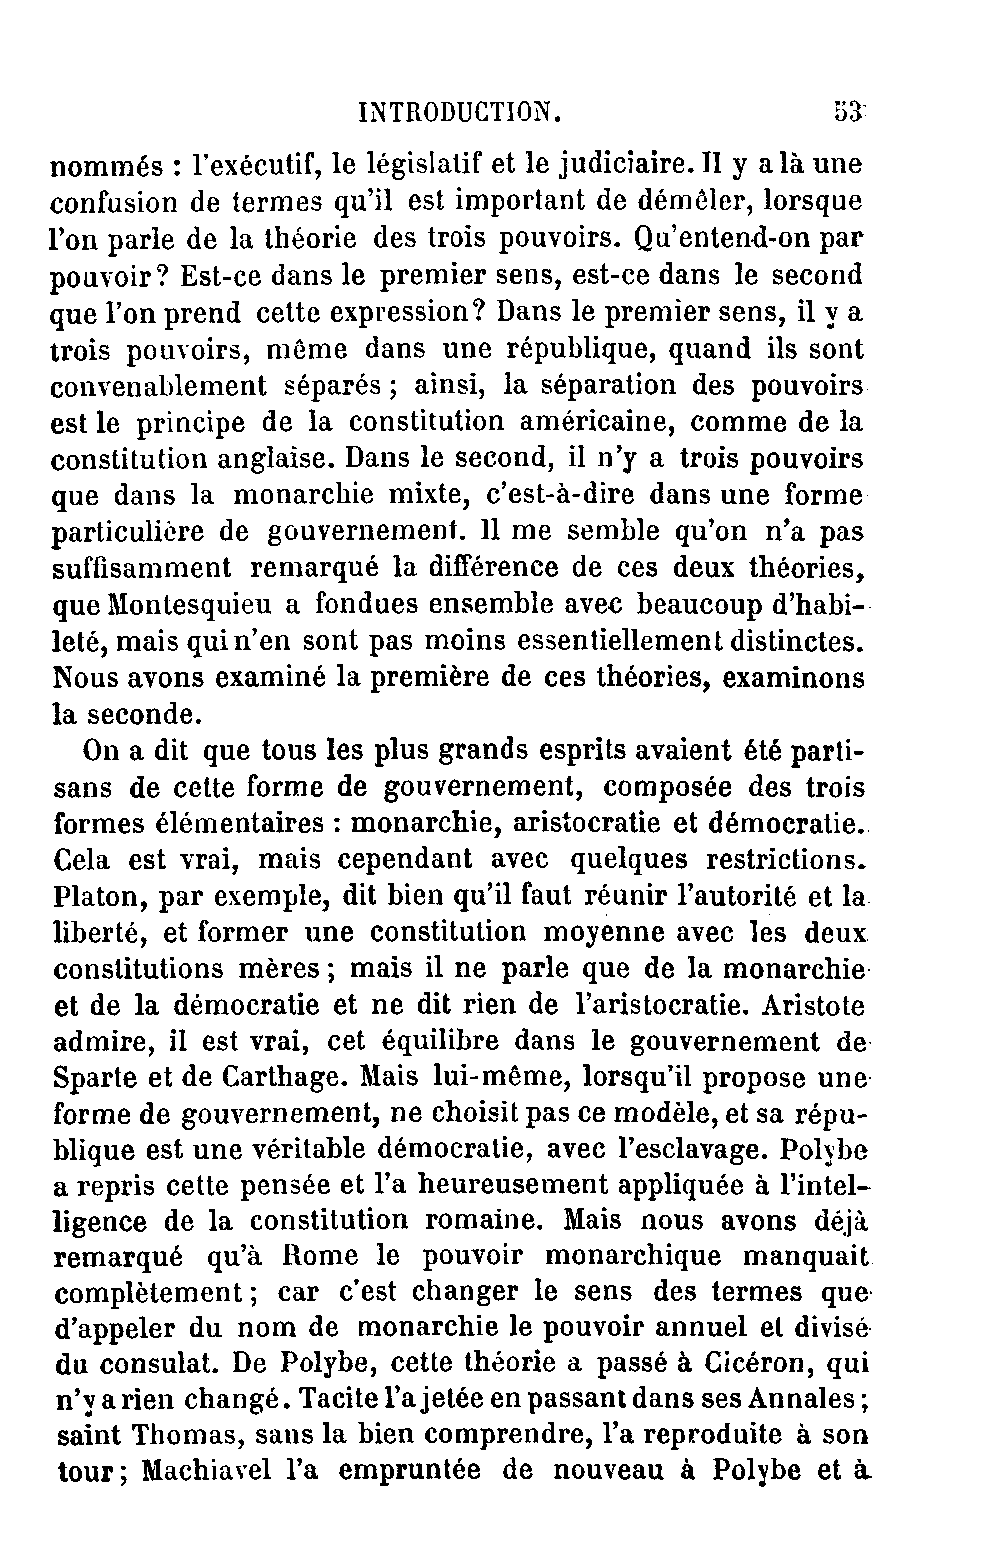 INTRODUCTION. 53
nommés : l'exécutif, le législatif et le judiciaire. Il y a là une
confusion de termes qu'il est important de démêler, lorsque
l'on parle de la théorie des trois pouvoirs. Qu'entend-on par
pouvoir? Est-ce dans le premier sens, est-ce dans le second
que l'on prend cette expression? Dans le premier sens, il y a
trois pouvoirs, même dans une république, quand ils sont
convenablement séparés ; ainsi, la séparation des pouvoirs
est le principe de la constitution américaine, comme de la
constitution anglaise. Dans le second, il n'y a trois pouvoirs
que dans la monarchie mixte, c'est-à-dire dans une forme
particulière de gouvernement. Il me semble qu'on n'a pas
suffisamment remarqué la différence de ces deux théories,
que Montesquieu a fondues ensemble avec beaucoup d'habi-
leté, mais qui n'en sont pas moins essentiellement distinctes.
Nous avons examiné la première de ces théories, examinons
la seconde.
On a dit que tous les plus grands esprits avaient été parti-
sans de cette forme de gouvernement, composée des trois
formes élémentaires : monarchie, aristocratie et démocratie.
Cela est vrai, mais cependant avec quelques restrictions.
Platon, par exemple, dit bien qu'il faut réunir l'autorité et la
liberté, et former une constitution moyenne avec les deux
constitutions mères ; mais il ne parle que de la monarchie
et de la démocratie et ne dit rien de l'aristocratie. Aristote
admire, il est vrai, cet équilibre dans le gouvernement de
Sparte et de Carthage. Mais lui-même, lorsqu'il propose une
forme de gouvernement, ne choisit pas ce modèle, et sa répu-
blique est une véritable démocratie, avec l'esclavage. Polybe
a repris cette pensée et l'a heureusement appliquée à l'intel-
ligence de la constitution romaine. Mais nous avons déjà
remarqué qu'à Rome le pouvoir monarchique manquait
complètement ; car c'est changer le sens des termes que
d'appeler du nom de monarchie le pouvoir annuel et divisé
du consulat. De Polybe, cette théorie a passé à Cicéron, qui
n'y a rien changé. Tacite l'a jetée en passant dans ses Annales ;
saint Thomas, sans la bien comprendre, l'a reproduite à son
tour ; Machiavel l'a empruntée de nouveau à Polybe et à